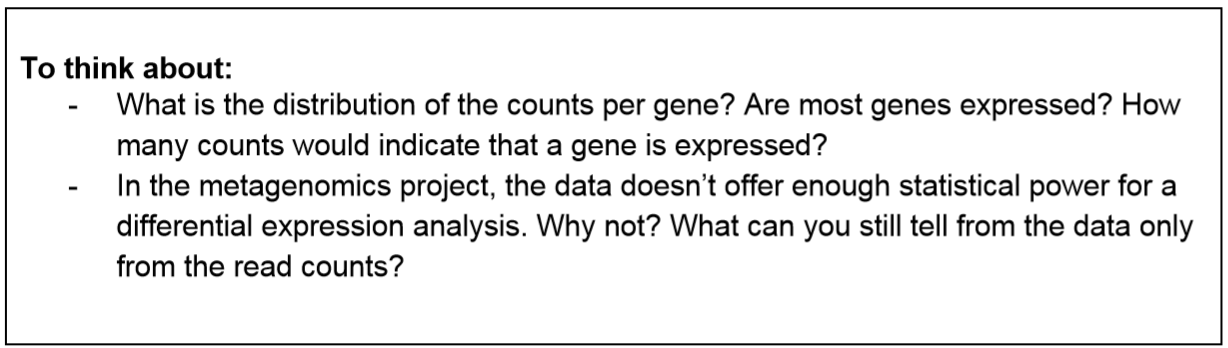 To think about:
- What is the distribution of the counts per gene? Are most genes expressed? How
many counts would indicate that a gene is expressed?
- In the metagenomics project, the data doesn’t offer enough statistical power for a
differential expression analysis. Why not? What can you still tell from the data only
from the read counts?